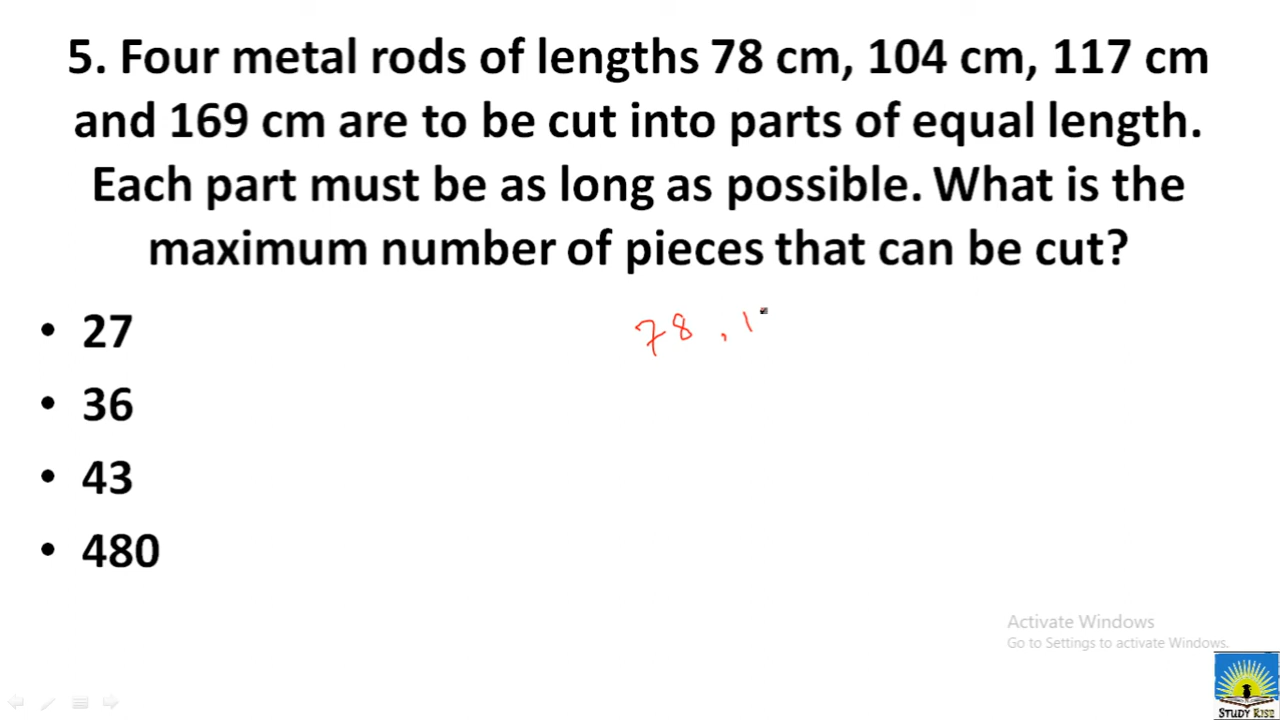 5. Four metal rods of lengths 78 cm, 104 cm, 117 cm
and 169 cm are to be cut into parts of equal length.
Each part must be as long as possible. What is the
maximum number of pieces that can be cut?
• 27
78 , 1
• 36
• 43
• 480
Activate Windows
Go to Settings to activate Windows.
STUDY RISE